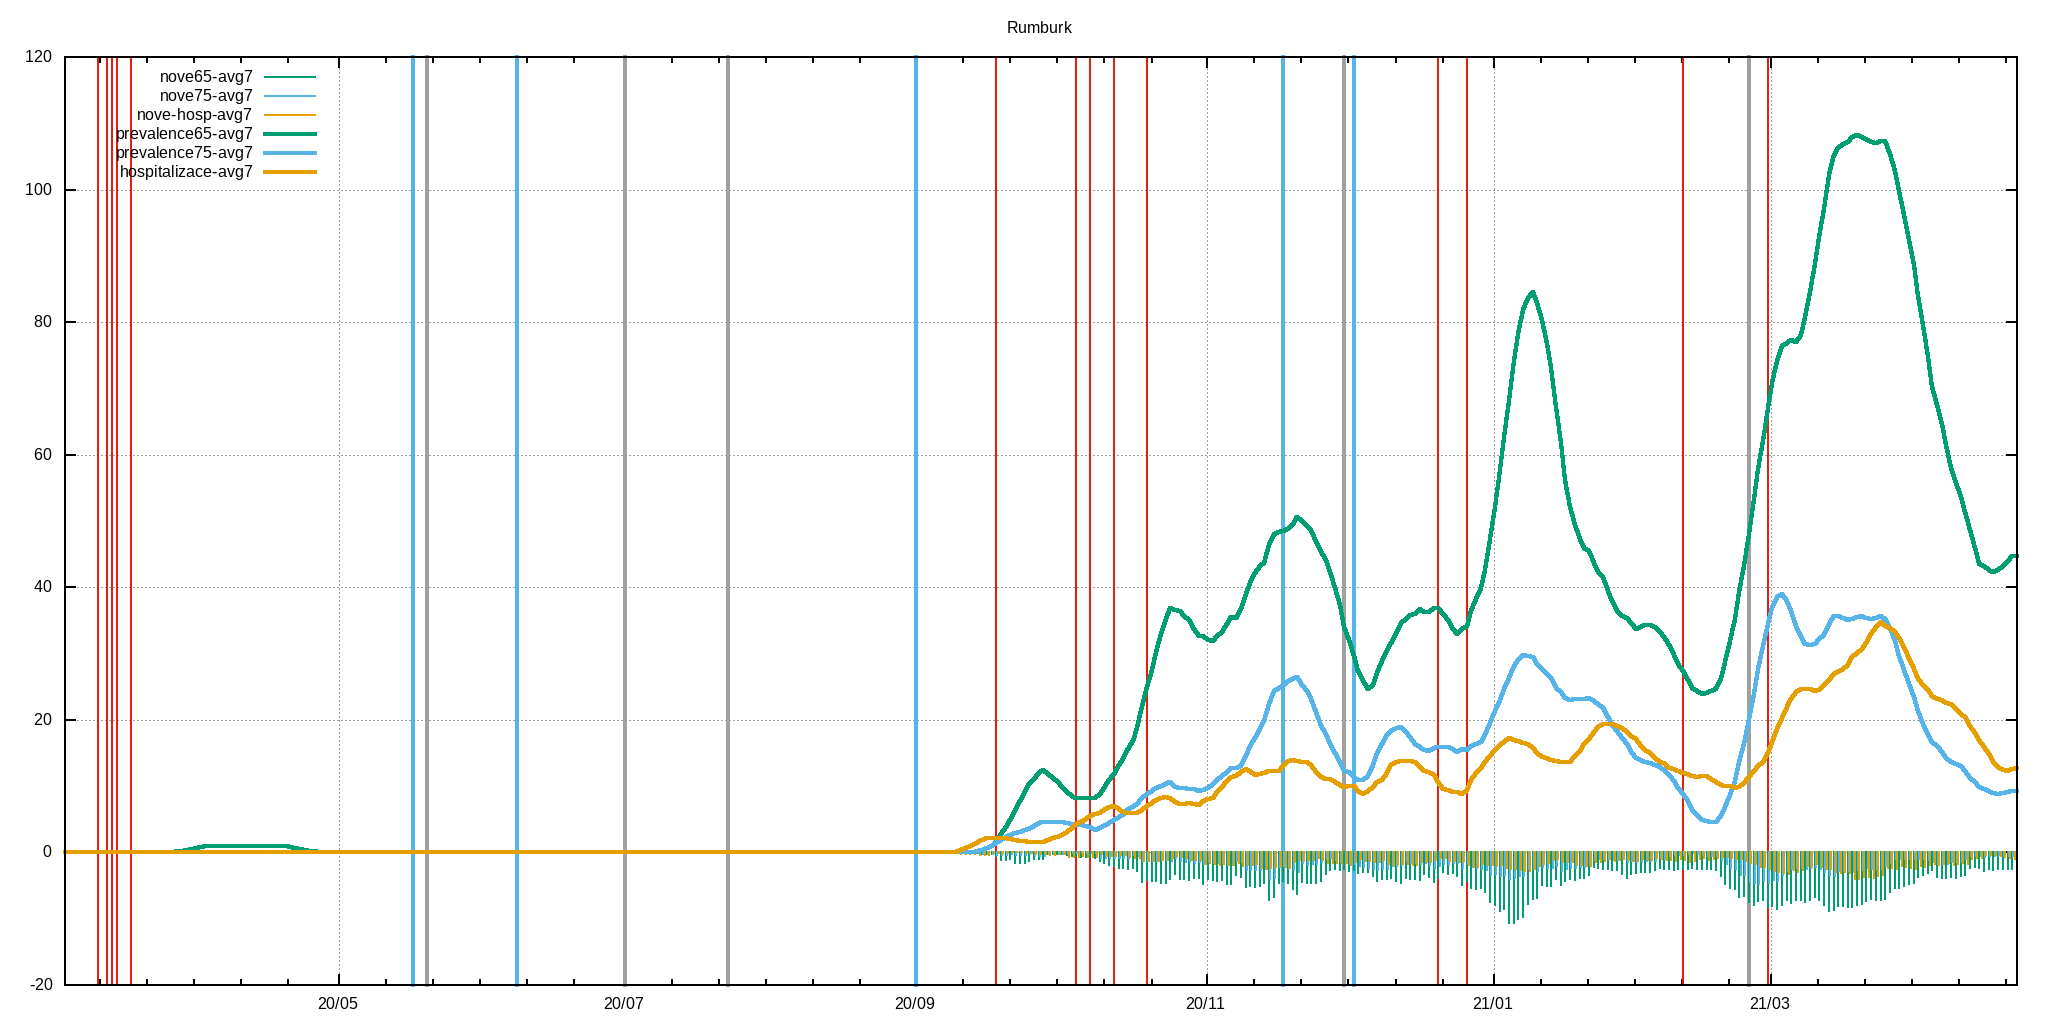 Rumburk
120
nove65-avg7
nove75-avg7
nove-hosp-avg7
prevalence65-avg7
prevalence75-avg7
hospitalizace-avg7
100
80
60
40
20
0
-20
20/05 20/07 20/09 20/11 21/01 21/03